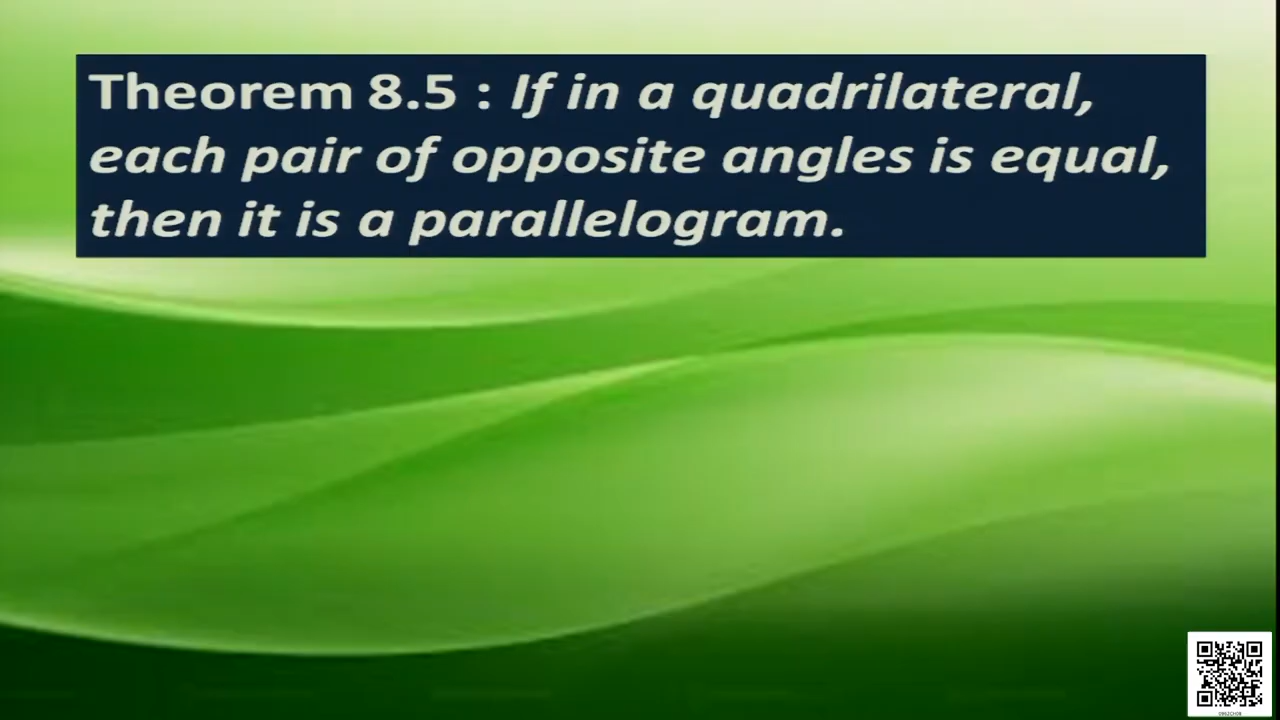 Theorem 8.5 : If in a quadrilateral,
each pair of opposite angles is equal,
then it is a parallelogram.